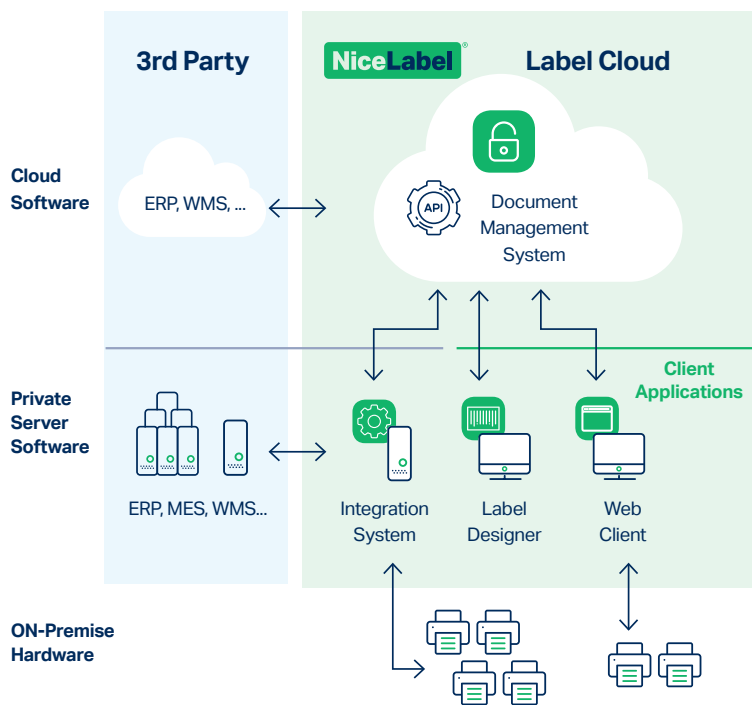 3rd Party
NiceLabel®
Label Cloud
Cloud
Software
ERP, WMS, ...
API
Document
Management
System
Client
Applications
Private
Server
Software
ERP, MES, WMS...
Integration
System
Label
Designer
Web
Client
ON-Premise
Hardware